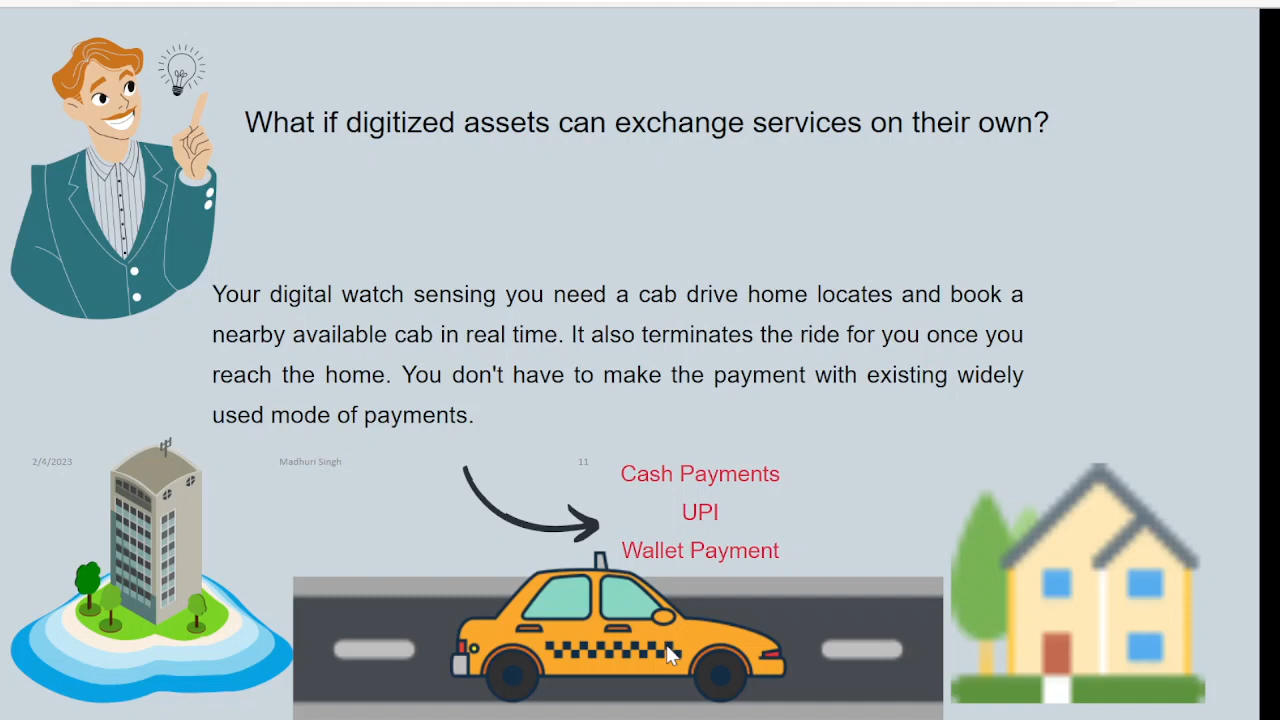 What if digitized assets can exchange services on their own?
Your digital watch sensing you need a cab drive home locates and book a
nearby available cab in real time. It also terminates the ride for you once you
reach the home. You don't have to make the payment with existing widely
used mode of payments.
2/4/2023
Madhuri Singh
11
Cash Payments
UPI
Wallet Payment